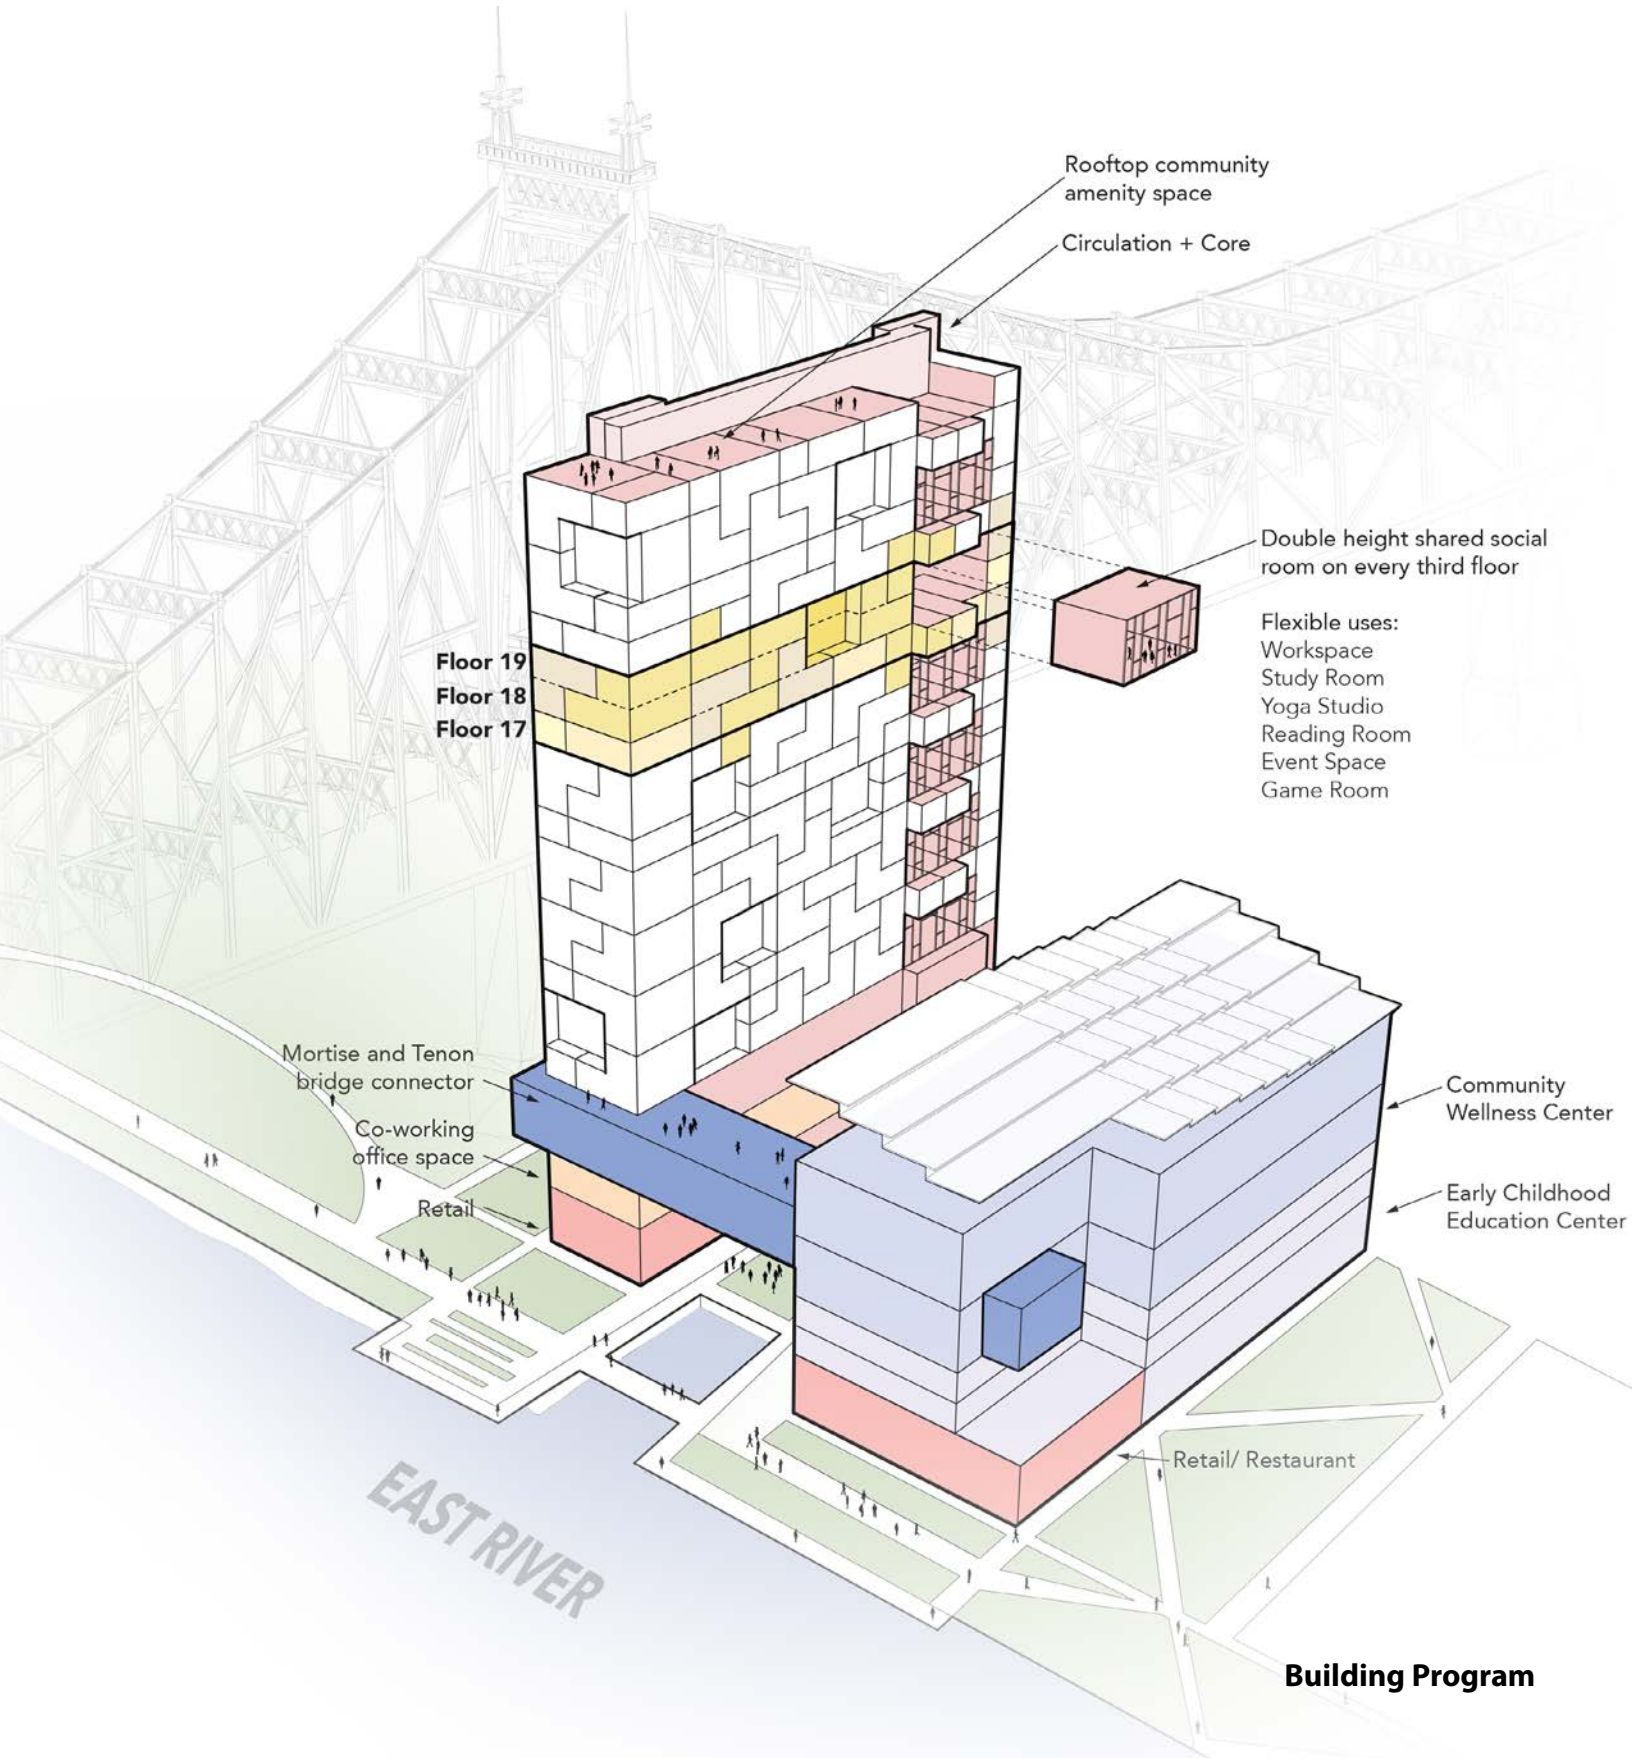 Rooftop community
amenity space
Circulation + Core
Double height shared social
room on every third floor
Flexible uses:
Workspace
Study Room
Yoga Studio
Reading Room
Event Space
Game Room
Floor 19
Floor 18
Floor 17
Mortise and Tenon
bridge connector
Co-working
office space
Retail
Community
Wellness Center
Early Childhood
Education Center
Retail/ Restaurant
EAST RIVER
Building Program